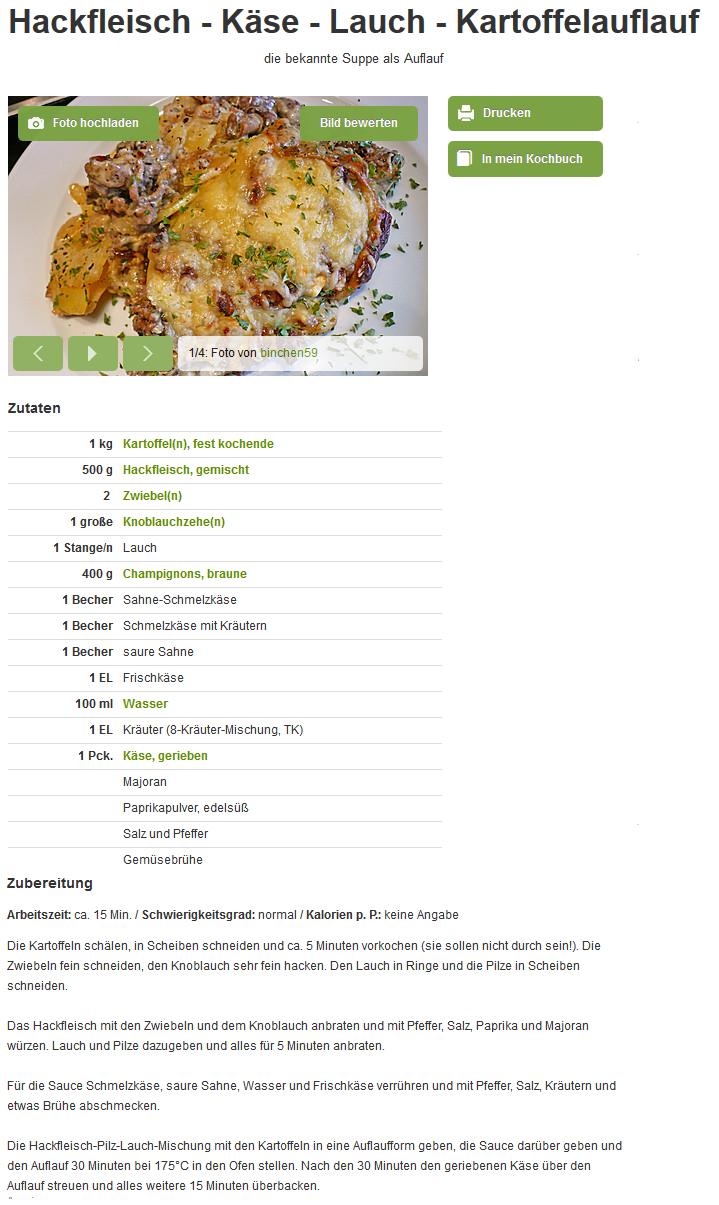 Hackfleisch - Käse - Lauch - Kartoffelauflauf
die bekannte Suppe als Auflauf
Foto hochladen
Bild bewerten
Drucken
In mein Kochbuch
1/4: Foto von binchen59
Zutaten
1 kg Kartoffel(n), fest kochende
500 g Hackfleisch, gemischt
2 Zwiebel(n)
1 große Knoblauchzehe(n)
1 Stange/n Lauch
400 g Champignons, braune
1 Becher Sahne-Schmelzkäse
1 Becher Schmelzkäse mit Kräutern
1 Becher saure Sahne
1 EL Frischkäse
100 ml Wasser
1 EL Kräuter (8-Kräuter-Mischung, TK)
1 Pck. Käse, gerieben
Majoran
Paprikapulver, edelsüß
Salz und Pfeffer
Gemüsebrühe
Zubereitung
Arbeitszeit: ca. 15 Min. / Schwierigkeitsgrad: normal / Kalorien p. P.: keine Angabe
Die Kartoffeln schälen, in Scheiben schneiden und ca. 5 Minuten vorkochen (sie sollen nicht durch sein!). Die
Zwiebeln fein schneiden, den Knoblauch sehr fein hacken. Den Lauch in Ringe und die Pilze in Scheiben
schneiden.
Das Hackfleisch mit den Zwiebeln und dem Knoblauch anbraten und mit Pfeffer, Salz, Paprika und Majoran
würzen. Lauch und Pilze dazugeben und alles für 5 Minuten anbraten.
Für die Sauce Schmelzkäse, saure Sahne, Wasser und Frischkäse verrühren und mit Pfeffer, Salz, Kräutern und
etwas Brühe abschmecken.
Die Hackfleisch-Pilz-Lauch-Mischung mit den Kartoffeln in eine Auflaufform geben, die Sauce darüber geben und
den Auflauf 30 Minuten bei 175°C in den Ofen stellen. Nach den 30 Minuten den geriebenen Käse über den
Auflauf streuen und alles weitere 15 Minuten überbacken.